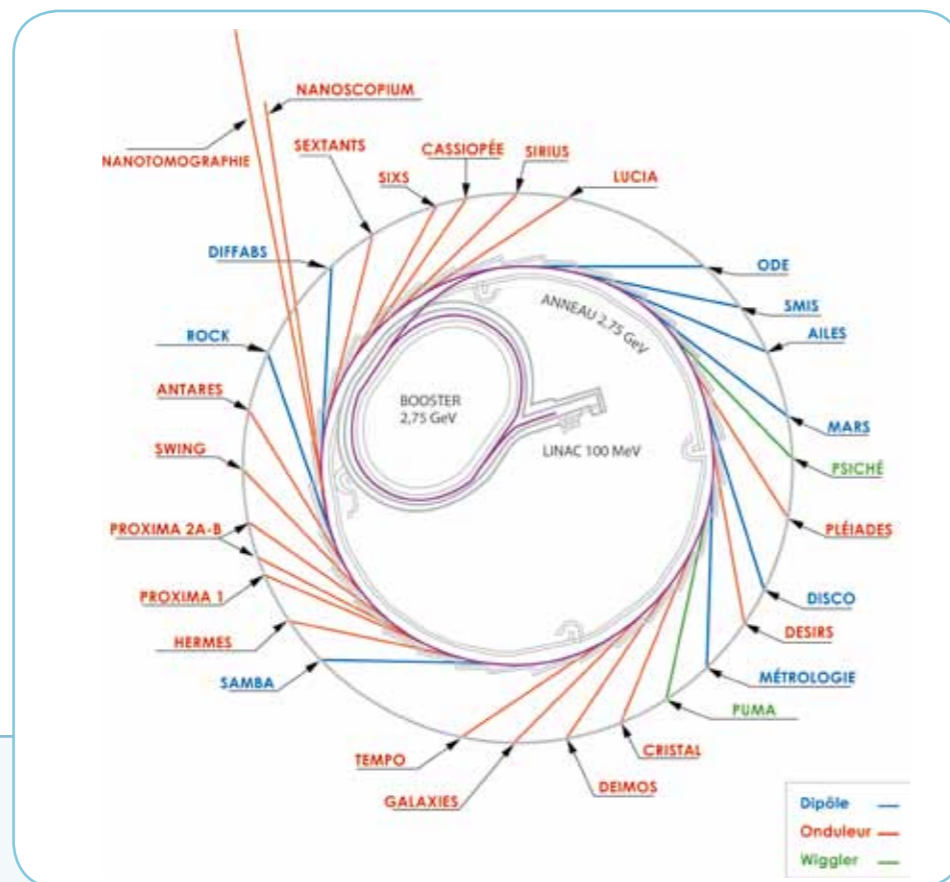 NANOSCOPIUM
NANOTOMOGRAPHIE
SEXTANTS
SIXS
CASSIOPÉE
SIRIUS
LUCIA
DIFFABS
ODE
SMIS
AILES
ROCK
ANTARES
SWING
PROXIMA 2A-B
PROXIMA 1
HERMES
SAMBA
ANNEAU 2,75 GeV
BOOSTER
2,75 GeV
LINAC 100 MeV
MARS
PSICHÉ
PLÉIADES
DISCO
DESIRS
MÉTROLOGIE
PUMA
CRISTAL
DEIMOS
GALAXIES
TEMPO
Dipôle
Onduleur
Wiggler